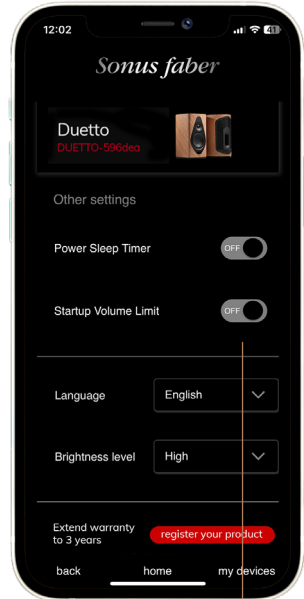 12:02
41
Sonus faber
Duetto
DUETTO-596dea
Other settings
Power Sleep Timer
OFF
Startup Volume Limit
OFF
Language
English
Brightness level
High
Extend warranty
to 3 years
register your product
back
home
my devices